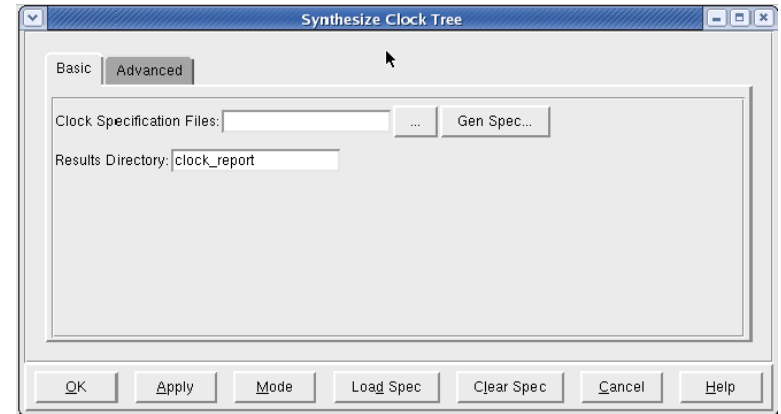 Synthesize Clock Tree
Basic Advanced
Clock Specification Files: ... Gen Spec...
Results Directory: clock_report
OK Apply Mode Load Spec Clear Spec Cancel Help